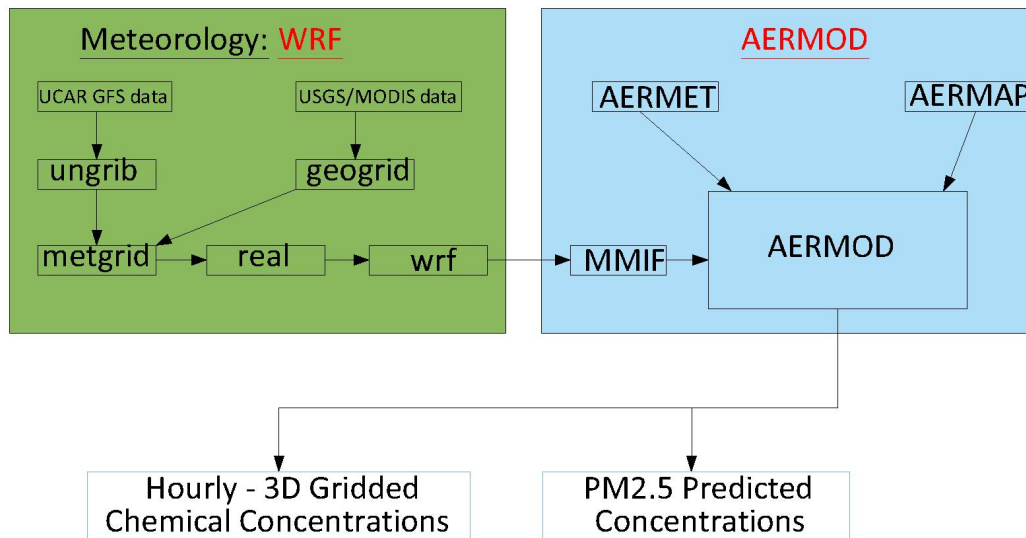 Meteorology: WRF
UCAR GFS data
USGS/MODIS data
ungrib
geogrid
metgrid
real
wrf
AERMOD
AERMET
AERMAP
MMIF
AERMOD
Hourly - 3D Gridded
Chemical Concentrations
PM2.5 Predicted
Concentrations